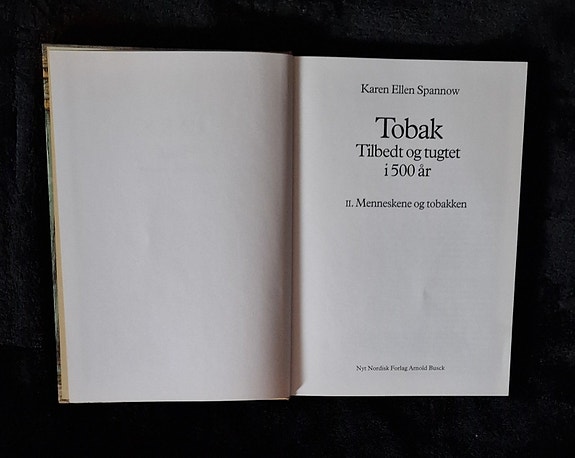 Karen Ellen Spannow
Tobak
Tilbedt og tugtet
i 500 år
II. Menneskene og tobakken
Nyt Nordisk Forlag Arnold Busck